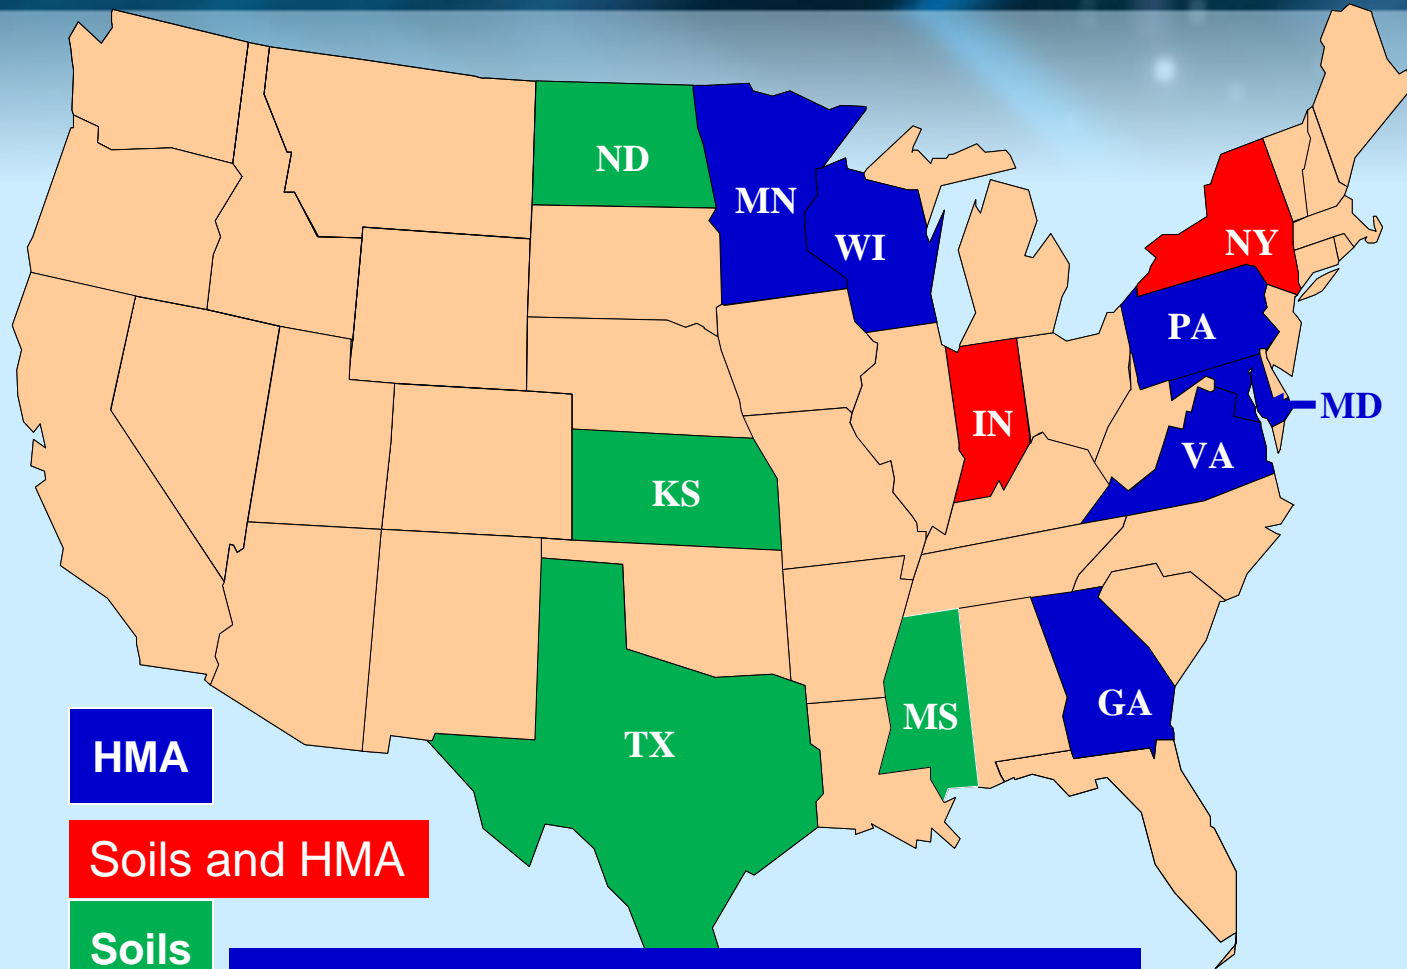 ND
MN
WI
NY
PA
MD
IN
VA
KS
MS
GA
TX
HMA
Soils and HMA
Soils